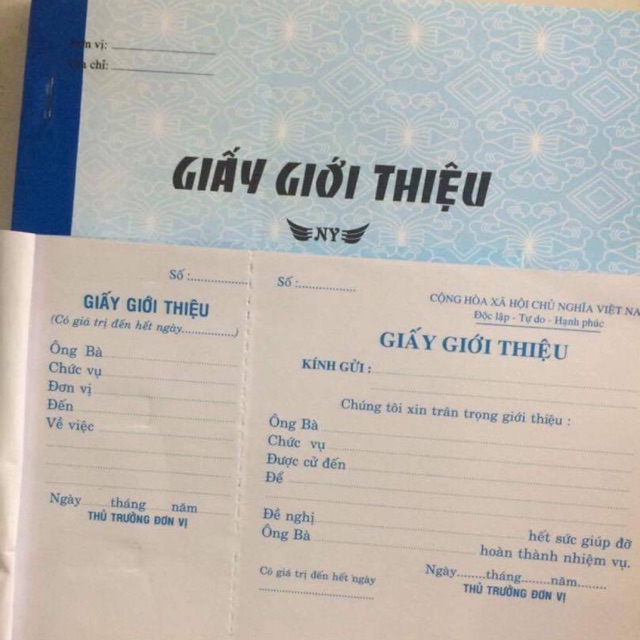 vị: 
chỉ: 
GIẤY GIỚI THIỆU
NY
Số :
GIẤY GIỚI THIỆU
(Có giá trị đến hết ngày............)
Ông Bà
Chức vụ
Đơn vị
Đến
Về việc
Ngày......tháng......năm
THỦ TRƯỞNG ĐƠN VỊ
Số :
CỘNG HÒA XÃ HỘI CHỦ NGHĨA VIỆT
Độc lập - Tự do - Hạnh phúc
GIẤY GIỚI THIỆU
KÍNH GỬI :
Chúng tôi xin trân trọng giới thiệu :
Ông Bà
Chức vụ
Được cử đến
Để
Đề nghị
hết sức giúp đỡ
Ông Bà
hoàn thành nhiệm vụ.
Có giá trị đến hết ngày
Ngày........tháng........năm........
THỦ TRƯỞNG ĐƠN VỊ